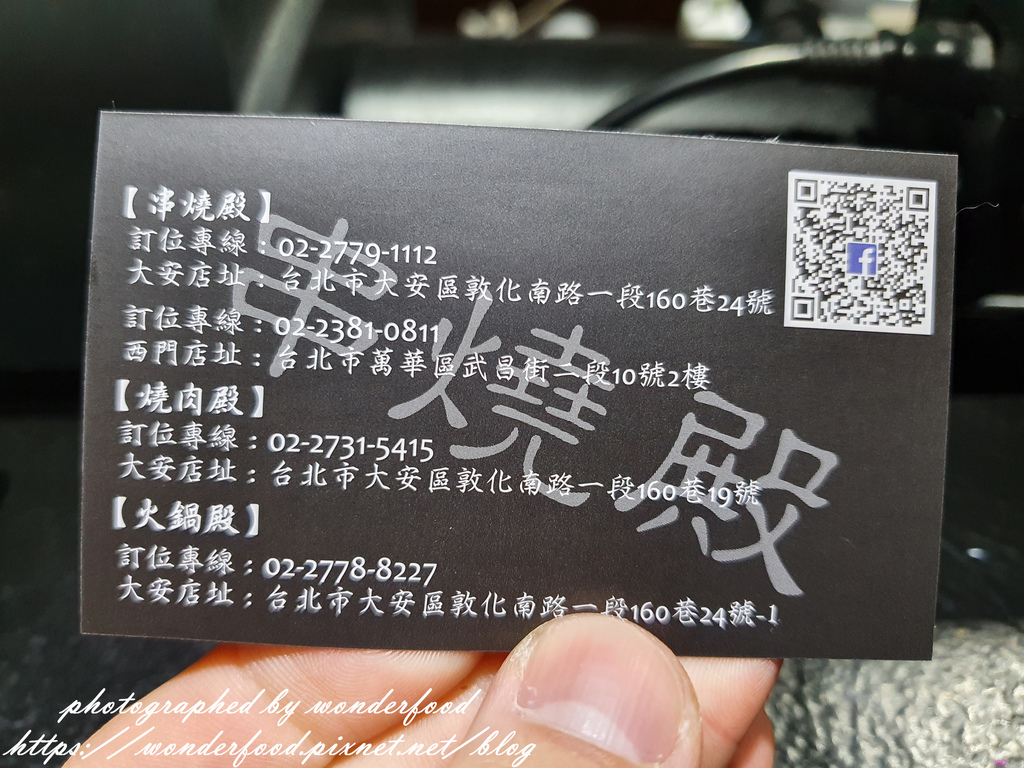 【串燒殿】
訂位專線：02-2779-1112
大安店址：台北市大安區敦化南路一段160巷24號
訂位專線：02-2381-0811
西門店址：台北市萬華區武昌街二段10號2樓
【燒肉殿】
訂位專線：02-2731-5415
大安店址：台北市大安區敦化南路一段160巷19號
【火鍋殿】
訂位專線：02-2778-8227
大安店址：台北市大安區敦化南路一段160巷24號-1
串燒殿
f
photographed by wonderfood
https://wonderfood.pixnet.net/blog